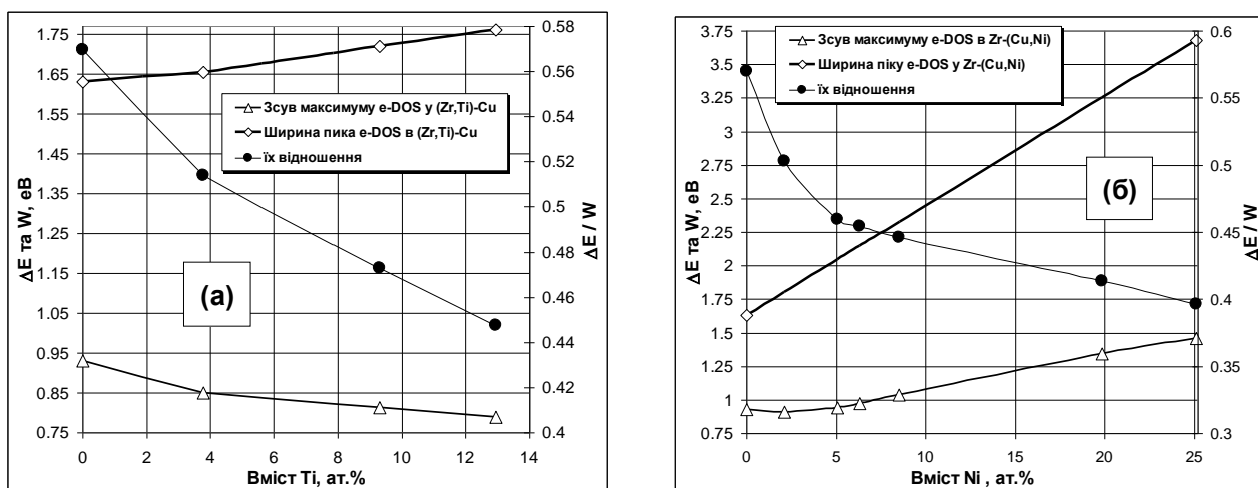 1.75
1.65
1.55
1.45
1.35
1.25
1.15
1.05
0.95
0.85
0.75
ΔE та W, еВ
0.58
0.56
0.54
0.52
0.5
0.48
0.46
0.44
0.42
0.4
ΔE / W
Зсув максимуму e-DOS у (Zr,Ti)-Cu
Ширина пика e-DOS в (Zr,Ti)-Cu
їх відношення
(а)
0 2 4 6 8 10 12 14
Вміст Ti, ат.%
3.75
3.5
3.25
3
2.75
2.5
2.25
2
1.75
1.5
1.25
1
0.75
ΔE та W, еВ
0.6
0.55
0.5
0.45
0.4
0.35
0.3
ΔE / W
Зсув максимуму e-DOS в Zr-(Cu,Ni)
Ширина піку e-DOS у Zr-(Cu,Ni)
їх відношення
(б)
0 5 10 15 20 25
Вміст Ni , ат.%